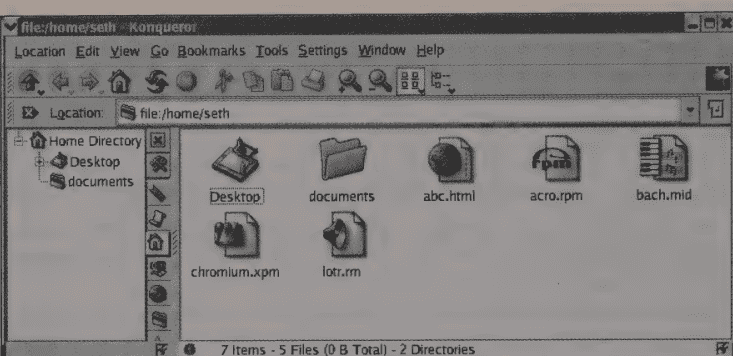 file:/home/seth - Konqueror
Location Edit View Go Bookmarks Tools Settings Window Help
Location: file:/home/seth
Home Directory
Desktop
documents
Desktop documents abc.html acro.rpm bach.mid
chromium.xpm lotr.rm
7 Items - 5 Files (0 B Total) - 2 Directories